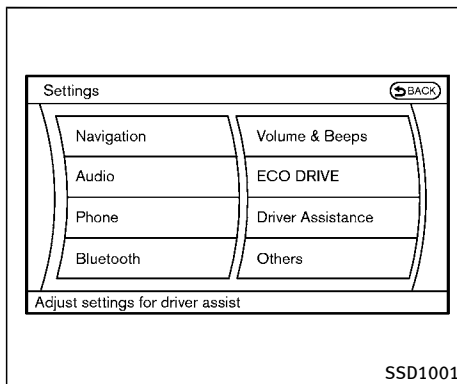 Settings
BACK
Navigation
Volume & Beeps
Audio
ECO DRIVE
Phone
Driver Assistance
Bluetooth
Others
Adjust settings for driver assist
SSD1001